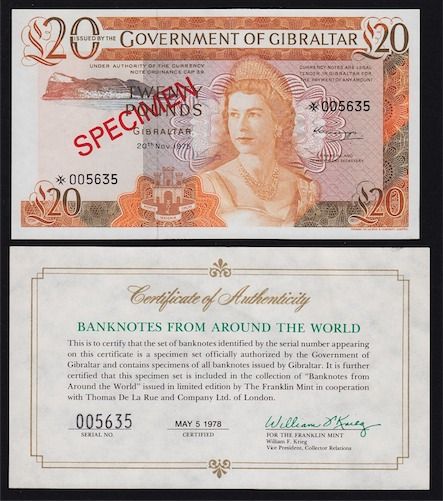 £20 ISSUED BY THE GOVERNMENT OF GIBRALTAR £20
UNDER AUTHORITY OF THE CURRENCY
NOTE ORDINANCE CAP 39.
CURRENCY NOTES ARE LEGAL
TENDER IN GIBRALTAR FOR
THE PAYMENT OF ANY AMOUNT
TWENTY
POUNDS
SPECIMEN
GIBRALTAR
20TH NOV. 1975
*005635
*005635
£20
£20
Certificate of Authenticity
BANKNOTES FROM AROUND THE WORLD
This is to certify that the set of banknotes identified by the serial number appearing
on this certificate is a specimen set officially authorized by the Government of
Gibraltar and contains specimens of all banknotes issued by Gibraltar. It is further
certified that this specimen set is included in the collection of "Banknotes from
Around the World" issued in limited edition by The Franklin Mint in cooperation
with Thomas De La Rue and Company Ltd. of London.
005635
SERIAL NO.
MAY 5 1978
CERTIFIED
William F Krieg
FOR THE FRANKLIN MINT
William F. Krieg
Vice President, Collector Relations